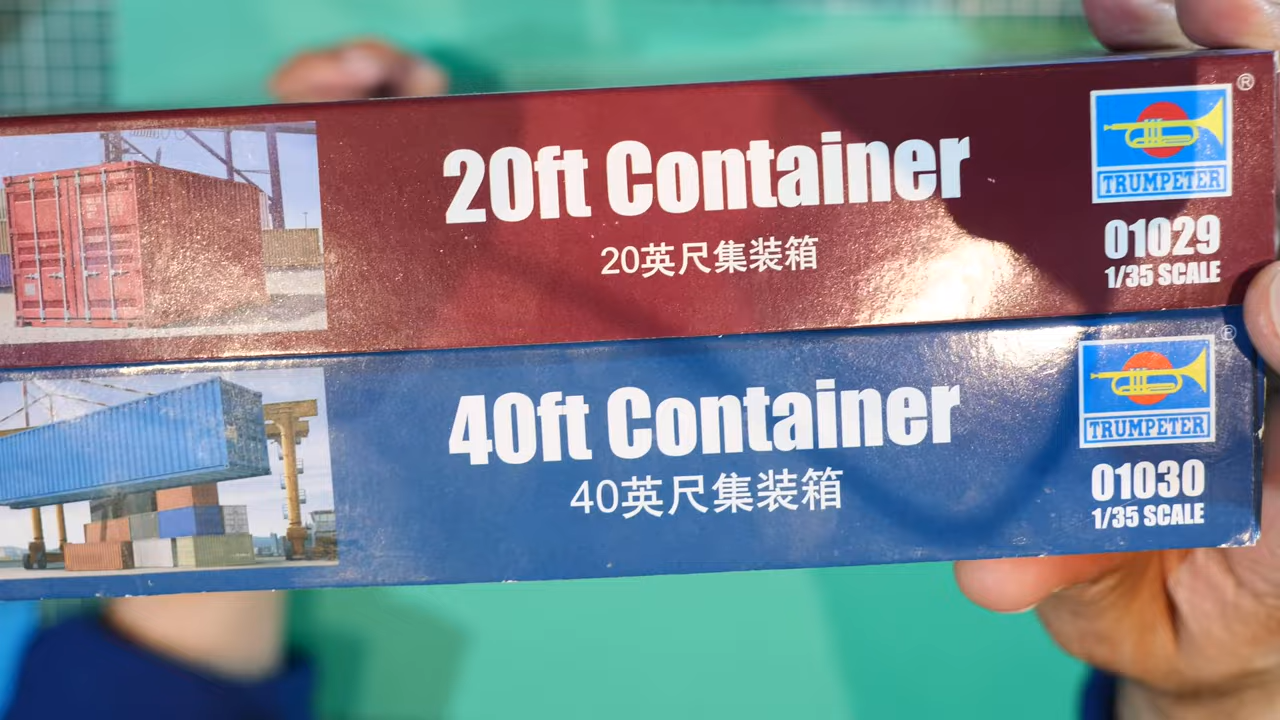 20ft Container
20英尺集装箱
®
TRUMPETER
01029
1/35 SCALE
40ft Container
40英尺集装箱
®
TRUMPETER
01030
1/35 SCALE